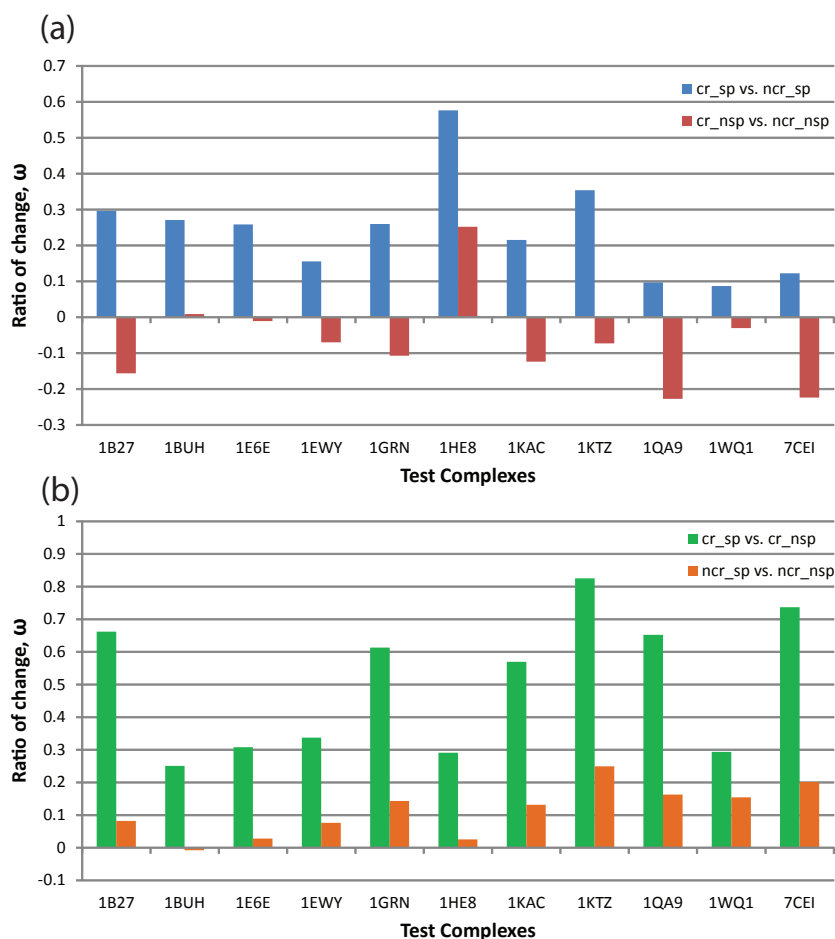 (a)
0.7
0.6
0.5
0.4
0.3
0.2
0.1
0
-0.1
-0.2
-0.3
Ratio of change, ω
cr_sp vs. ncr_sp
cr_nsp vs. ncr_nsp
1B27 1BUH 1E6E 1EWY 1GRN 1HE8 1KAC 1KTZ 1QA9 1WQ1 7CEI
Test Complexes
(b)
1
0.9
0.8
0.7
0.6
0.5
0.4
0.3
0.2
0.1
0
-0.1
Ratio of change, ω
cr_sp vs. cr_nsp
ncr_sp vs. ncr_nsp
1B27 1BUH 1E6E 1EWY 1GRN 1HE8 1KAC 1KTZ 1QA9 1WQ1 7CEI
Test Complexes